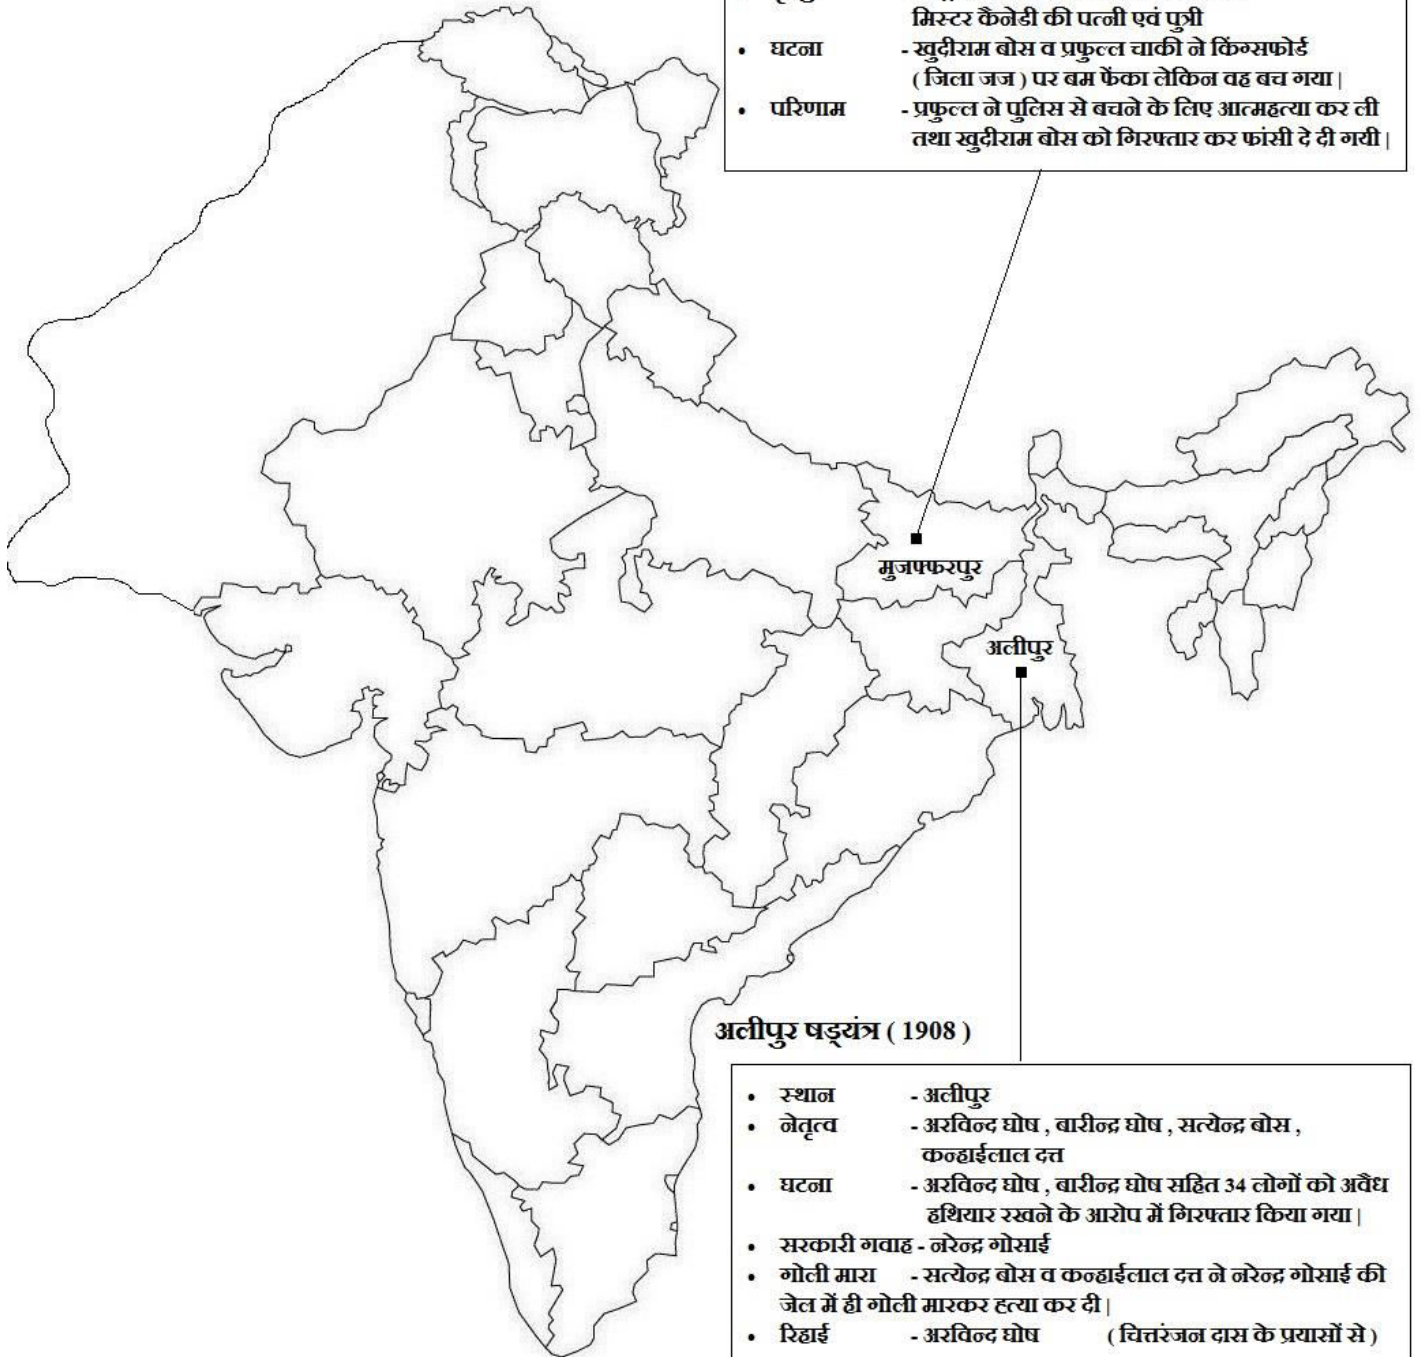 मिस्टर कैनेडी की पत्नी एवं पुत्री
• घटना - खुदीराम बोस व प्रफुल्ल चाकी ने किंग्सफोर्ड
( जिला जज ) पर बम फेंका लेकिन वह बच गया |
• परिणाम - प्रफुल्ल ने पुलिस से बचने के लिए आत्महत्या कर ली
तथा खुदीराम बोस को गिरफ्तार कर फांसी दे दी गयी |
मुजफ्फरपुर
अलीपुर
अलीपुर षड्यंत्र ( 1908 )
• स्थान - अलीपुर
• नेतृत्व - अरविन्द घोष , बारीन्द्र घोष , सत्येन्द्र बोस ,
कन्हाईलाल दत्त
• घटना - अरविन्द घोष , बारीन्द्र घोष सहित 34 लोगों को अवैध
हथियार रखने के आरोप में गिरफ्तार किया गया |
• सरकारी गवाह - नरेन्द्र गोसाई
• गोली मारा - सत्येन्द्र बोस व कन्हाईलाल दत्त ने नरेन्द्र गोसाई की
जेल में ही गोली मारकर हत्या कर दी |
• रिहाई - अरविन्द घोष ( चित्तरंजन दास के प्रयासों से )